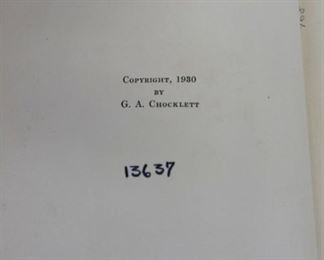 Copyright, 1930
by
G. A. Chocklett
13637